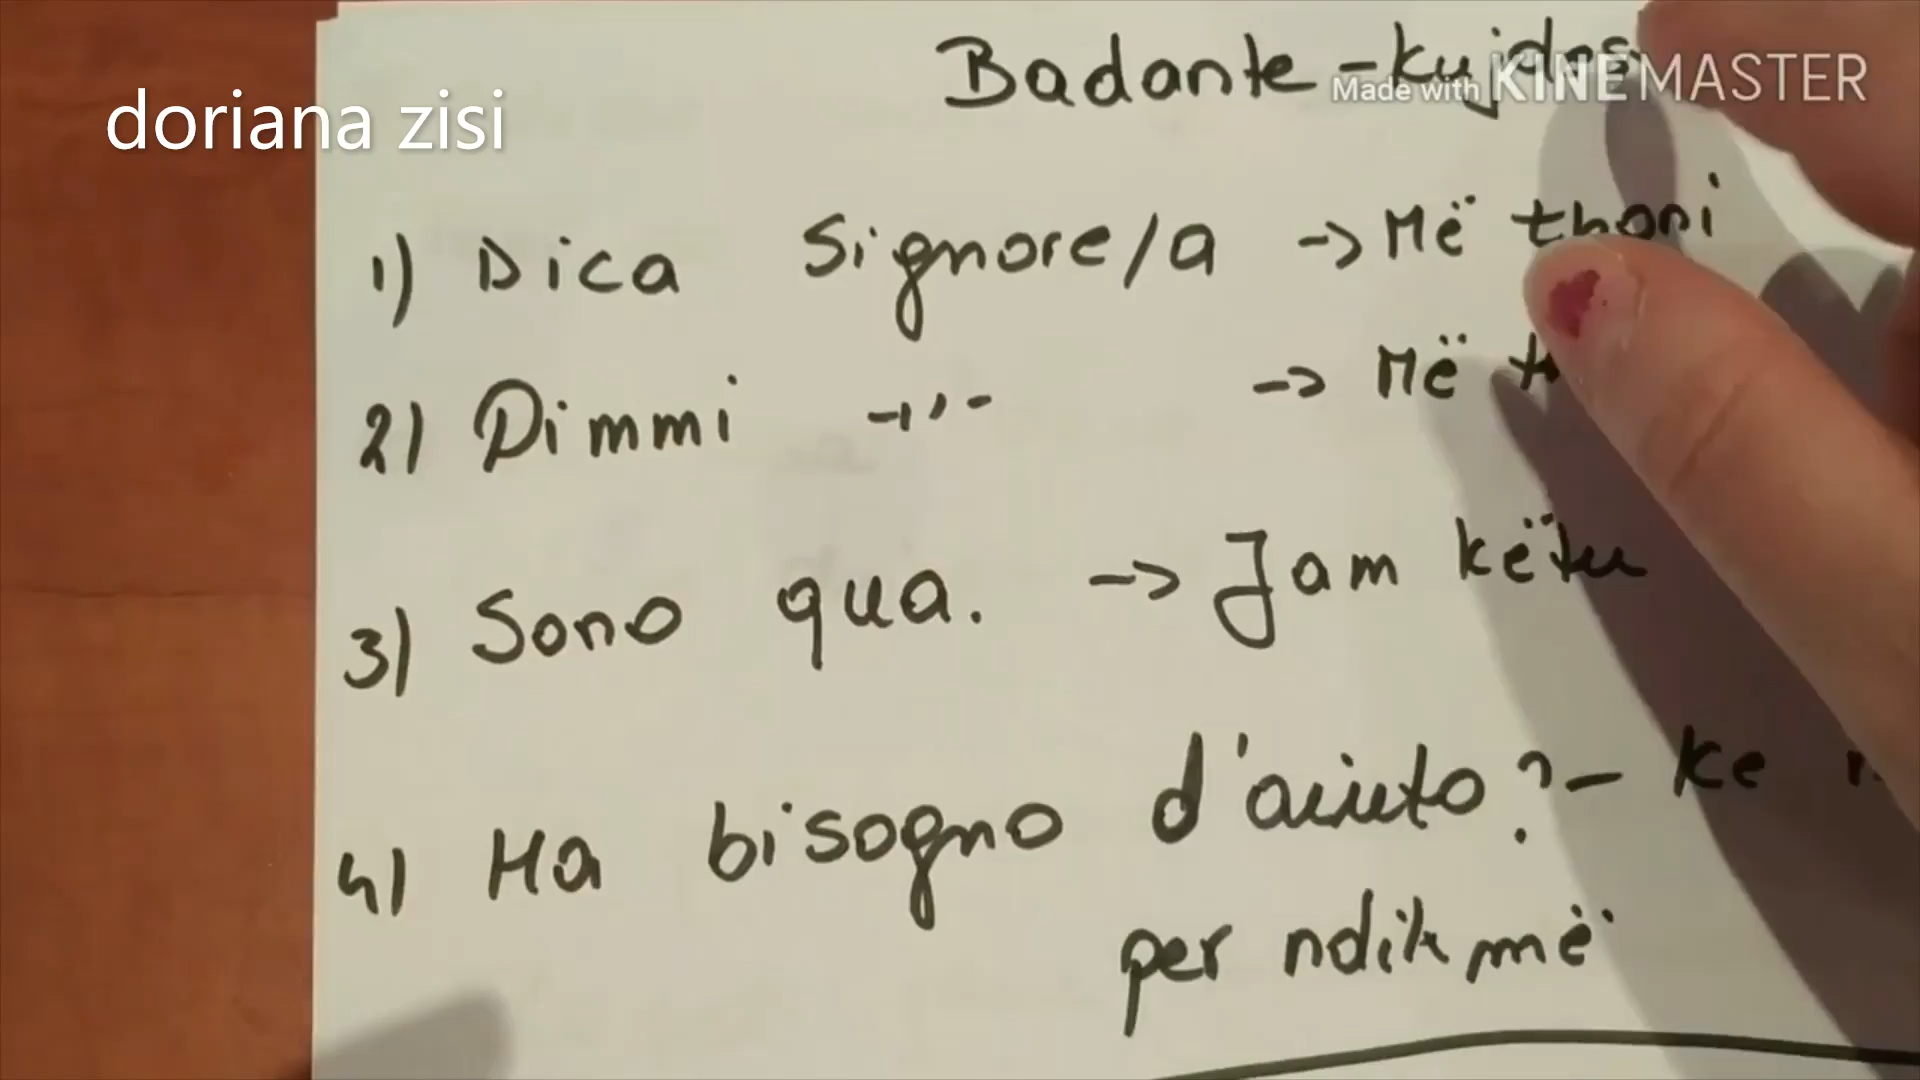 Badante -
Made with KINEMASTER
doriana zisi
1) Dica Signore/a -> Më thoni
2) Dimmi -"- -> Më
3) Sono qua. -> Jam këtu
4) Ha bisogno d'aiuto? - Ke
per ndikmë